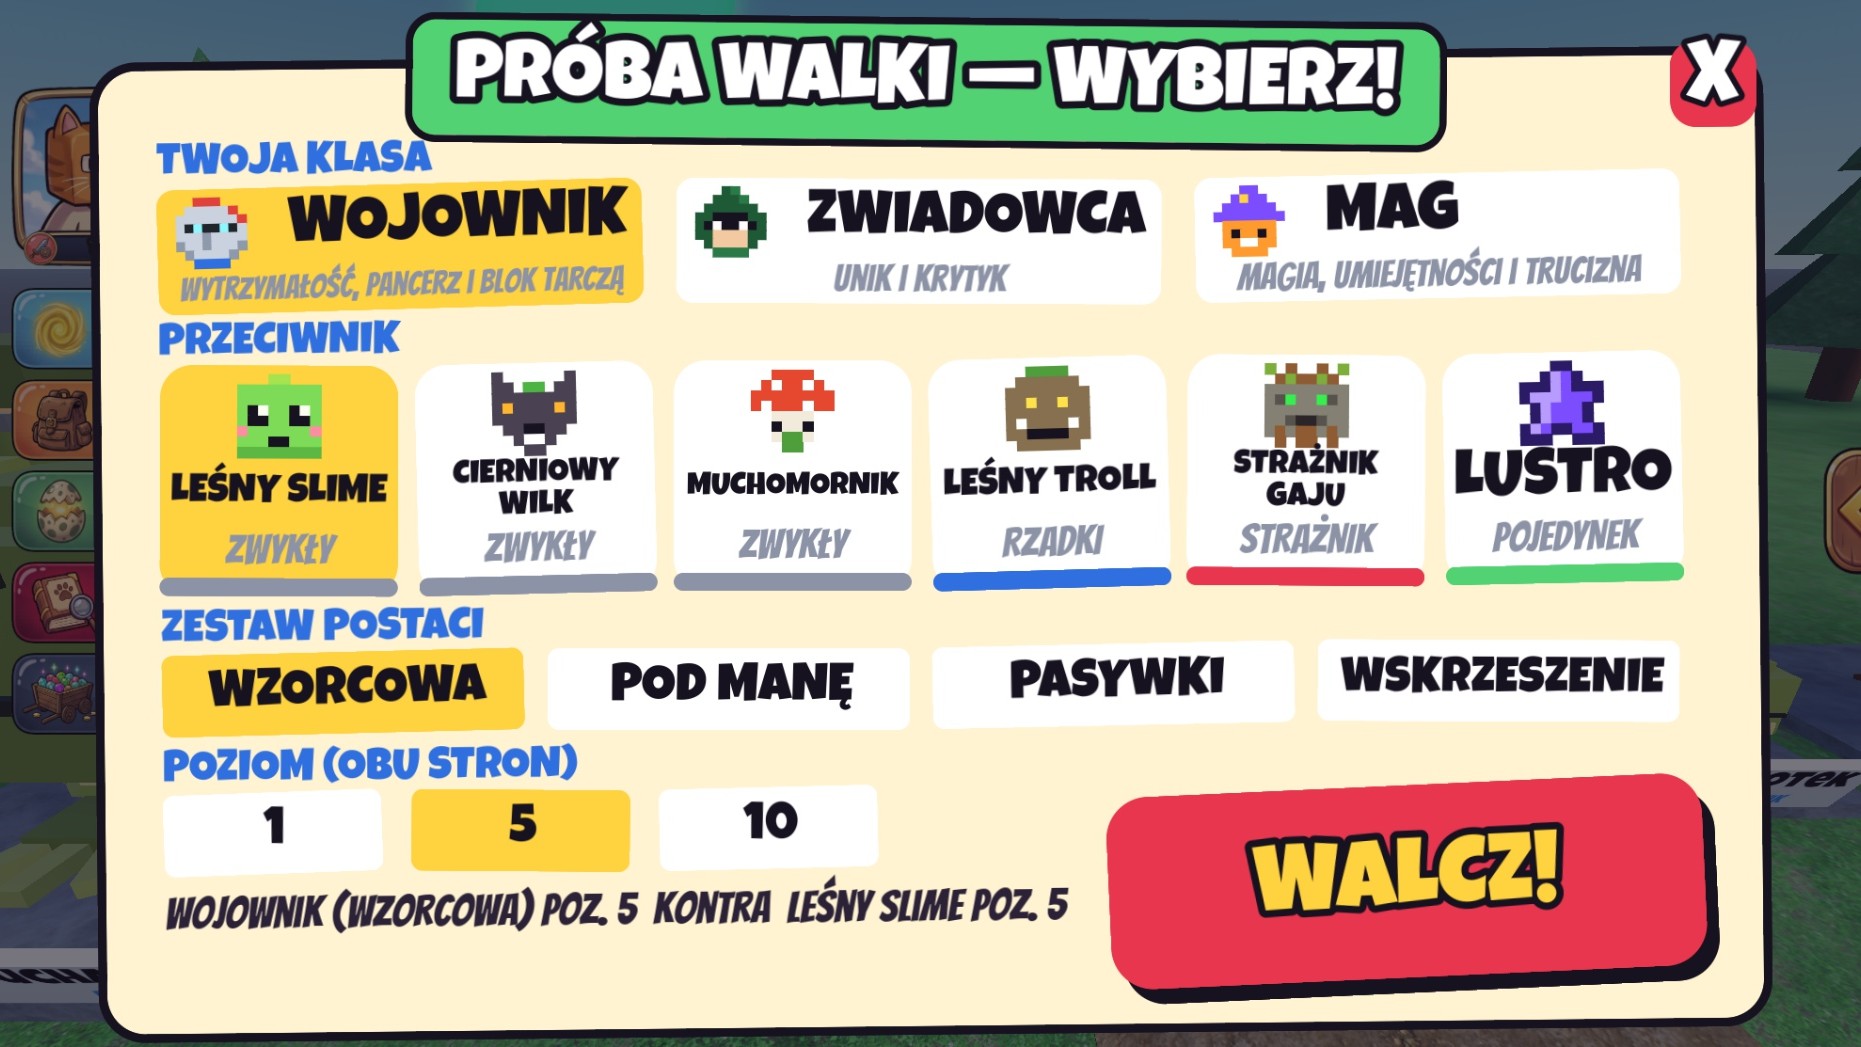 PRÓBA WALKI — WYBIERZ!
X
TWOJA KLASA
WOJOWNIK
WYTRZYMAŁOŚĆ, PANCERZ I BLOK TARCZĄ
ZWIADOWCA
UNIK I KRYTYK
MAG
MAGIA, UMIEJĘTNOŚCI I TRUCIZNA
PRZECIWNIK
LEŚNY SLIME
ZWYKŁY
CIERNIOWY
WILK
ZWYKŁY
MUCHOMORNIK
ZWYKŁY
LEŚNY TROLL
RZADKI
STRAŻNIK
GAJU
STRAŻNIK
LUSTRO
POJEDYNEK
ZESTAW POSTACI
WZORCOWA
POD MANĘ
PASYWKI
WSKRZESZENIE
POZIOM (OBU STRON)
1
5
10
WOJOWNIK (WZORCOWA) POZ. 5 KONTRA LEŚNY SLIME POZ. 5
WALCZ!